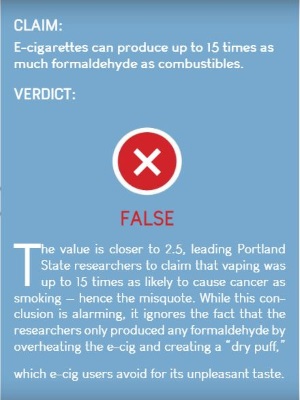 CLAIM:
E-cigarettes can produce up to 15 times as
much formaldehyde as combustibles.
VERDICT:
FALSE
The value is closer to 2.5, leading Portland
State researchers to claim that vaping was
up to 15 times as likely to cause cancer as
smoking — hence the misquote. While this con-
clusion is alarming, it ignores the fact that the
researchers only produced any formaldehyde by
overheating the e-cig and creating a "dry puff,"
which e-cig users avoid for its unpleasant taste.